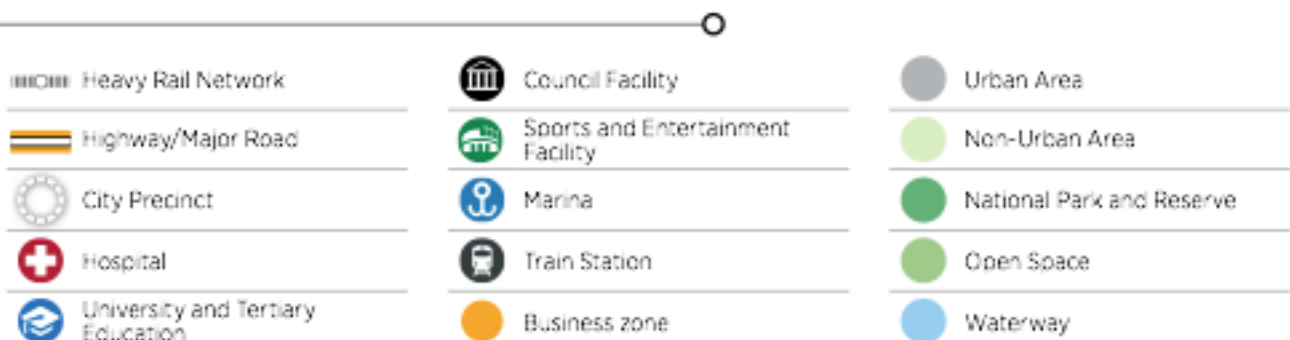 Heavy Rail Network
Highway/Major Road
City Precinct
Hospital
University and Tertiary
Education
Council Facility
Sports and Entertainment
Facility
Marina
Train Station
Business zone
Urban Area
Non-Urban Area
National Park and Reserve
Open Space
Waterway